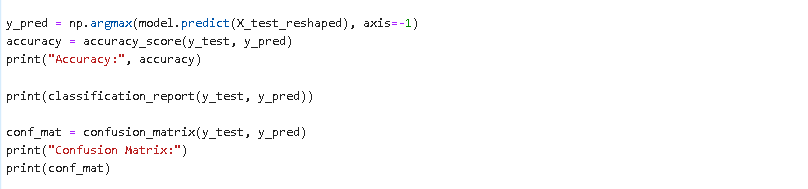 y_pred = np.argmax(model.predict(X_test_reshaped), axis=-1)
accuracy = accuracy_score(y_test, y_pred)
print("Accuracy:", accuracy)
print(classification_report(y_test, y_pred))
conf_mat = confusion_matrix(y_test, y_pred)
print("Confusion Matrix:")
print(conf_mat)